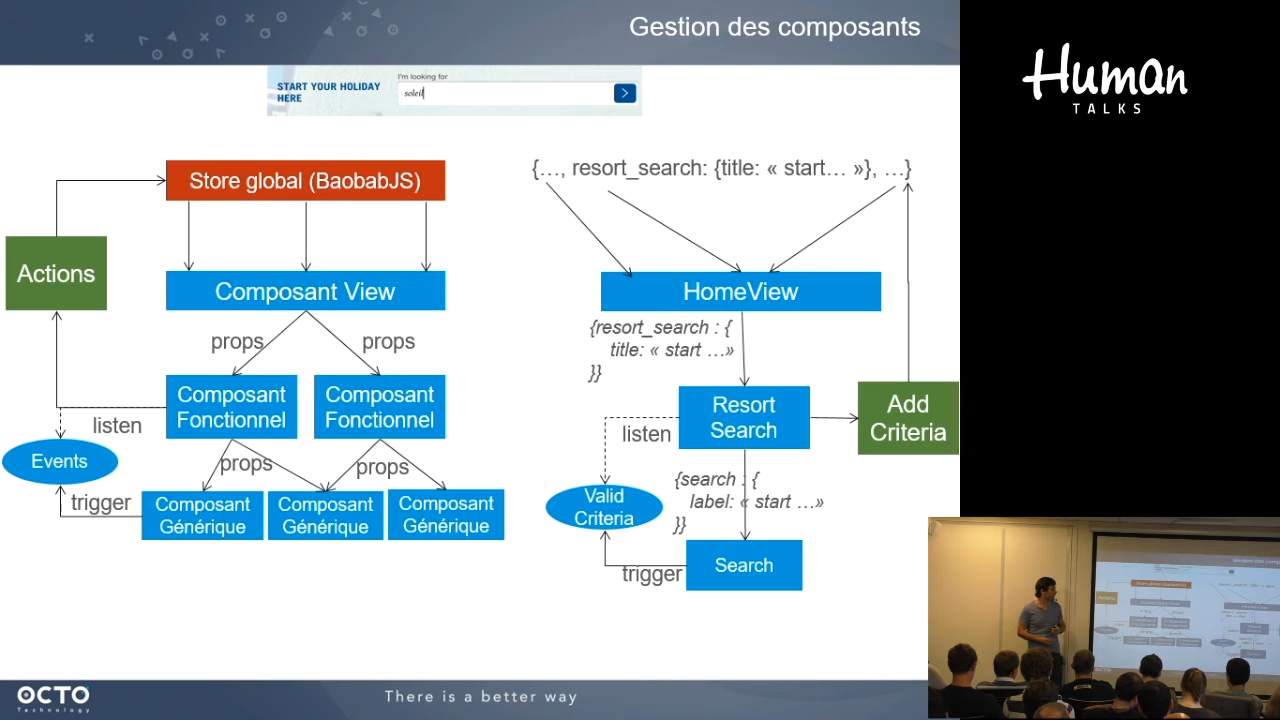 Gestion des composants
Human
TALKS
I'm looking for
START YOUR HOLIDAY
HERE
soleil
Store global (BaobabJS)
Actions
Composant View
props
props
Composant
Fonctionnel
Composant
Fonctionnel
listen
Events
props
props
trigger
Composant
Générique
Composant
Générique
Composant
Générique
{…, resort_search: {title: « start… »}, …}
HomeView
{resort_search : {
title: « start …»
}}
Resort
Search
Add
Criteria
listen
Valid
Criteria
{search : {
label: « start …»
}}
trigger
Search
OCTO
Technology
There is a better way